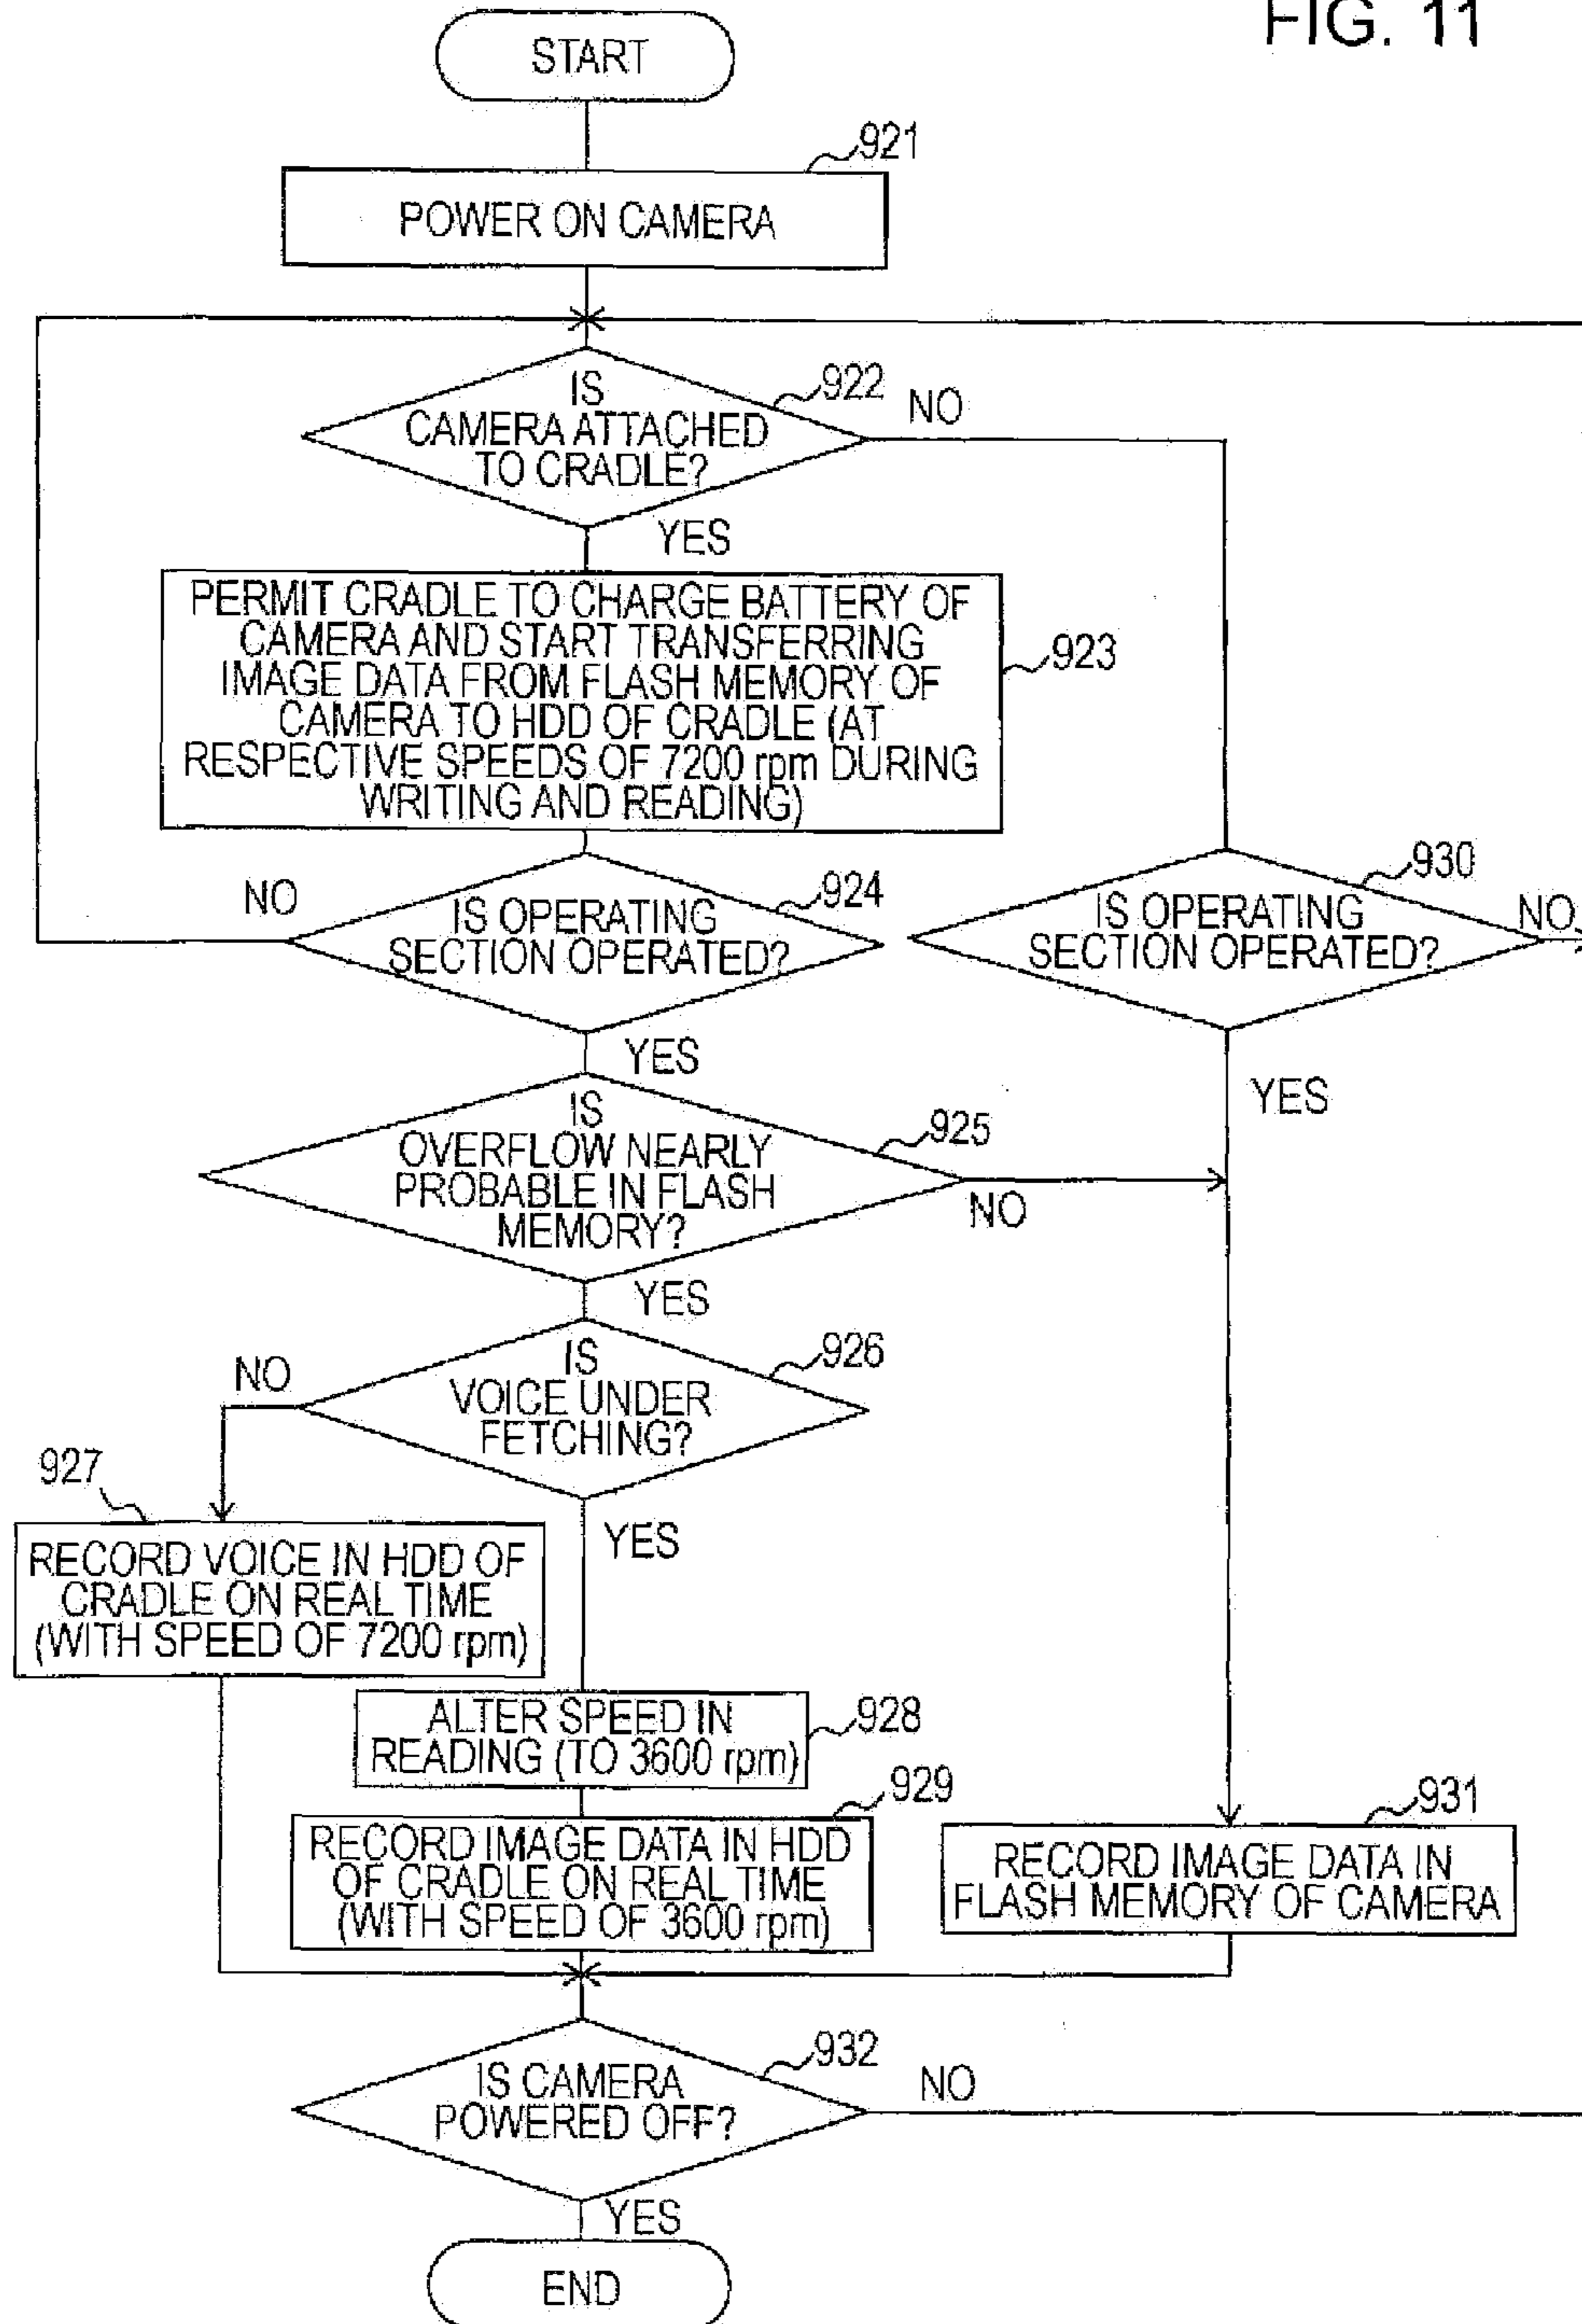 FIG. 11
START
921
POWER ON CAMERA
IS
CAMERA ATTACHED
TO CRADLE?
922
NO
YES
PERMIT CRADLE TO CHARGE BATTERY OF
CAMERA AND START TRANSFERRING
IMAGE DATA FROM FLASH MEMORY OF
CAMERA TO HDD OF CRADLE (AT
RESPECTIVE SPEEDS OF 7200 rpm DURING
WRITING AND READING)
923
NO
IS OPERATING
SECTION OPERATED?
924
YES
IS OPERATING
SECTION OPERATED?
930
NO
YES
IS
OVERFLOW NEARLY
PROBABLE IN FLASH
MEMORY?
925
NO
YES
IS
VOICE UNDER
FETCHING?
926
NO
YES
927
RECORD VOICE IN HDD OF
CRADLE ON REAL TIME
(WITH SPEED OF 7200 rpm)
ALTER SPEED IN
READING (TO 3600 rpm)
928
929
RECORD IMAGE DATA IN HDD
OF CRADLE ON REAL TIME
(WITH SPEED OF 3600 rpm)
931
RECORD IMAGE DATA IN
FLASH MEMORY OF CAMERA
IS CAMERA
POWERED OFF?
932
NO
YES
END